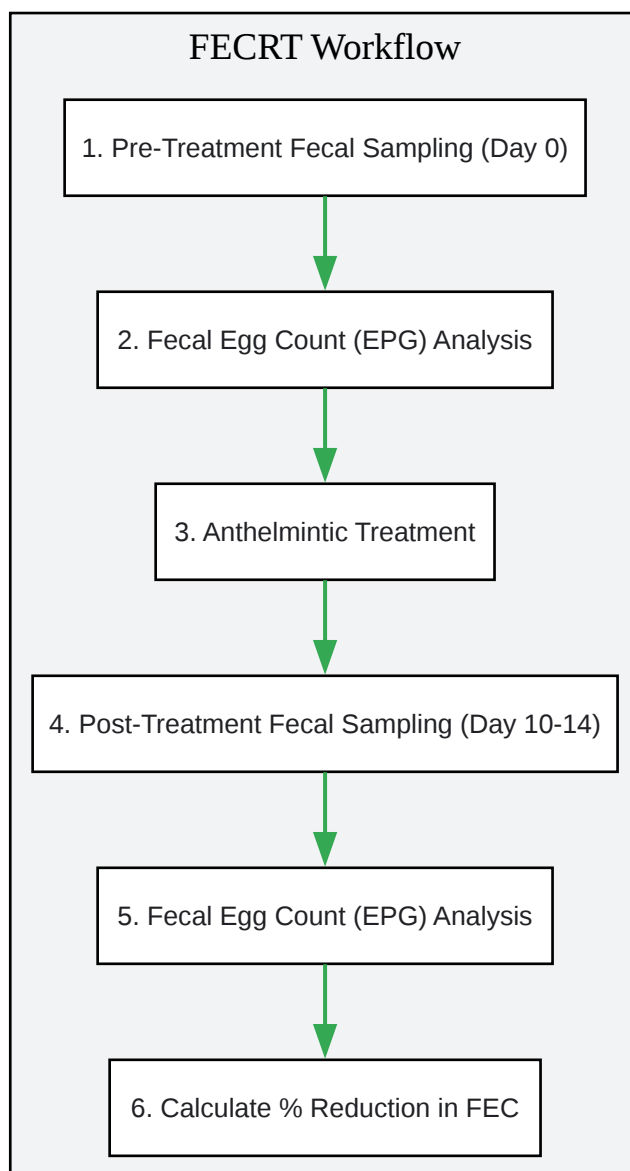 FECRT Workflow
1. Pre-Treatment Fecal Sampling (Day 0)
2. Fecal Egg Count (EPG) Analysis
3. Anthelmintic Treatment
4. Post-Treatment Fecal Sampling (Day 10-14)
5. Fecal Egg Count (EPG) Analysis
6. Calculate % Reduction in FEC